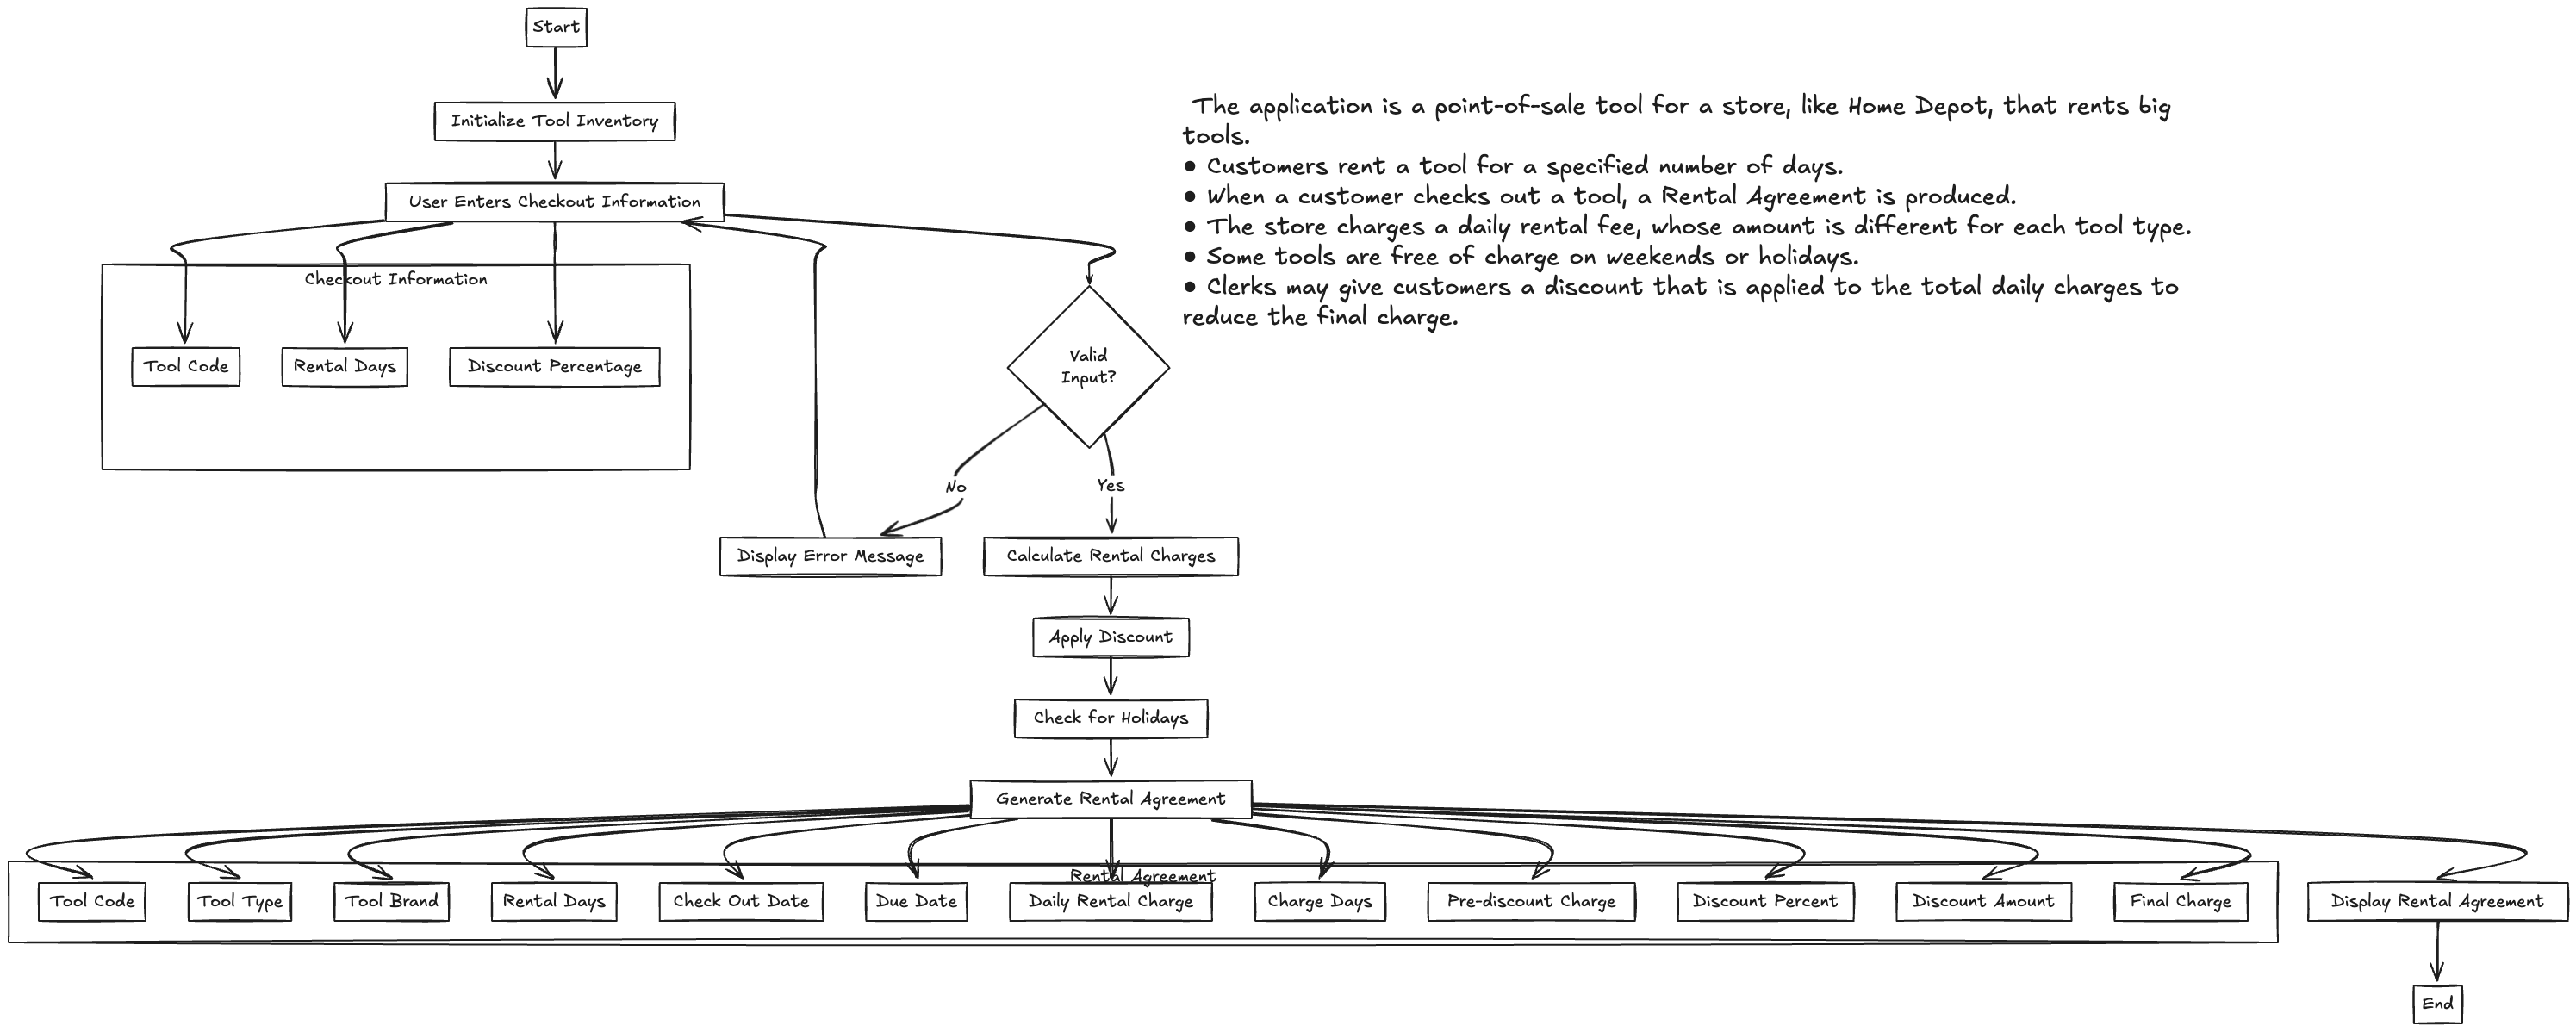 Start
Initialize Tool Inventory
User Enters Checkout Information
The application is a point-of-sale tool for a store, like Home Depot, that rents big
tools.
● Customers rent a tool for a specified number of days.
● When a customer checks out a tool, a Rental Agreement is produced.
● The store charges a daily rental fee, whose amount is different for each tool type.
● Some tools are free of charge on weekends or holidays.
● Clerks may give customers a discount that is applied to the total daily charges to
reduce the final charge.
Checkout Information
Tool Code
Rental Days
Discount Percentage
Valid
Input?
No
Yes
Display Error Message
Calculate Rental Charges
Apply Discount
Check for Holidays
Generate Rental Agreement
Rental Agreement
Tool Code
Tool Type
Tool Brand
Rental Days
Check Out Date
Due Date
Daily Rental Charge
Charge Days
Pre-discount Charge
Discount Percent
Discount Amount
Final Charge
Display Rental Agreement
End